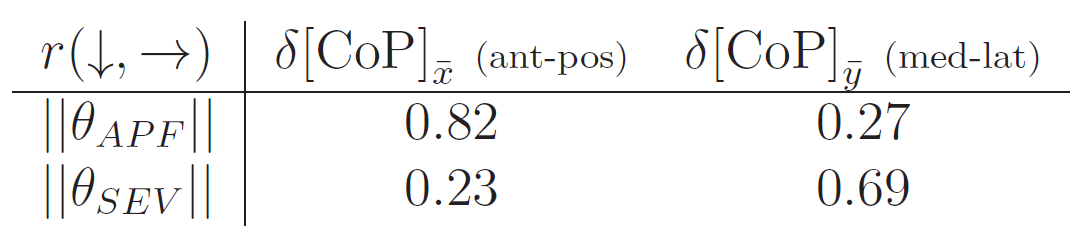 r(↓, →) δ[CoP]x̄ (ant-pos) δ[CoP]ȳ (med-lat)
||θAPF|| 0.82 0.27
||θSEV|| 0.23 0.69